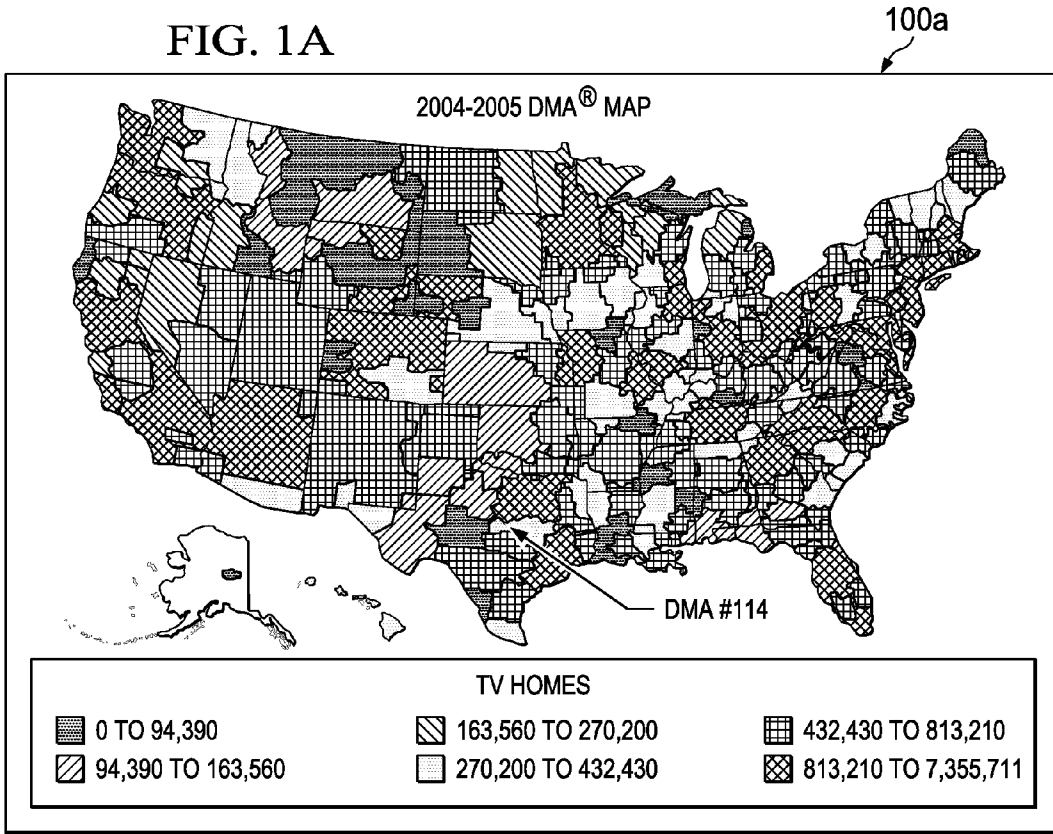 FIG. 1A
100a
2004-2005 DMA® MAP
DMA #114
TV HOMES
0 TO 94,390
163,560 TO 270,200
432,430 TO 813,210
94,390 TO 163,560
270,200 TO 432,430
813,210 TO 7,355,711